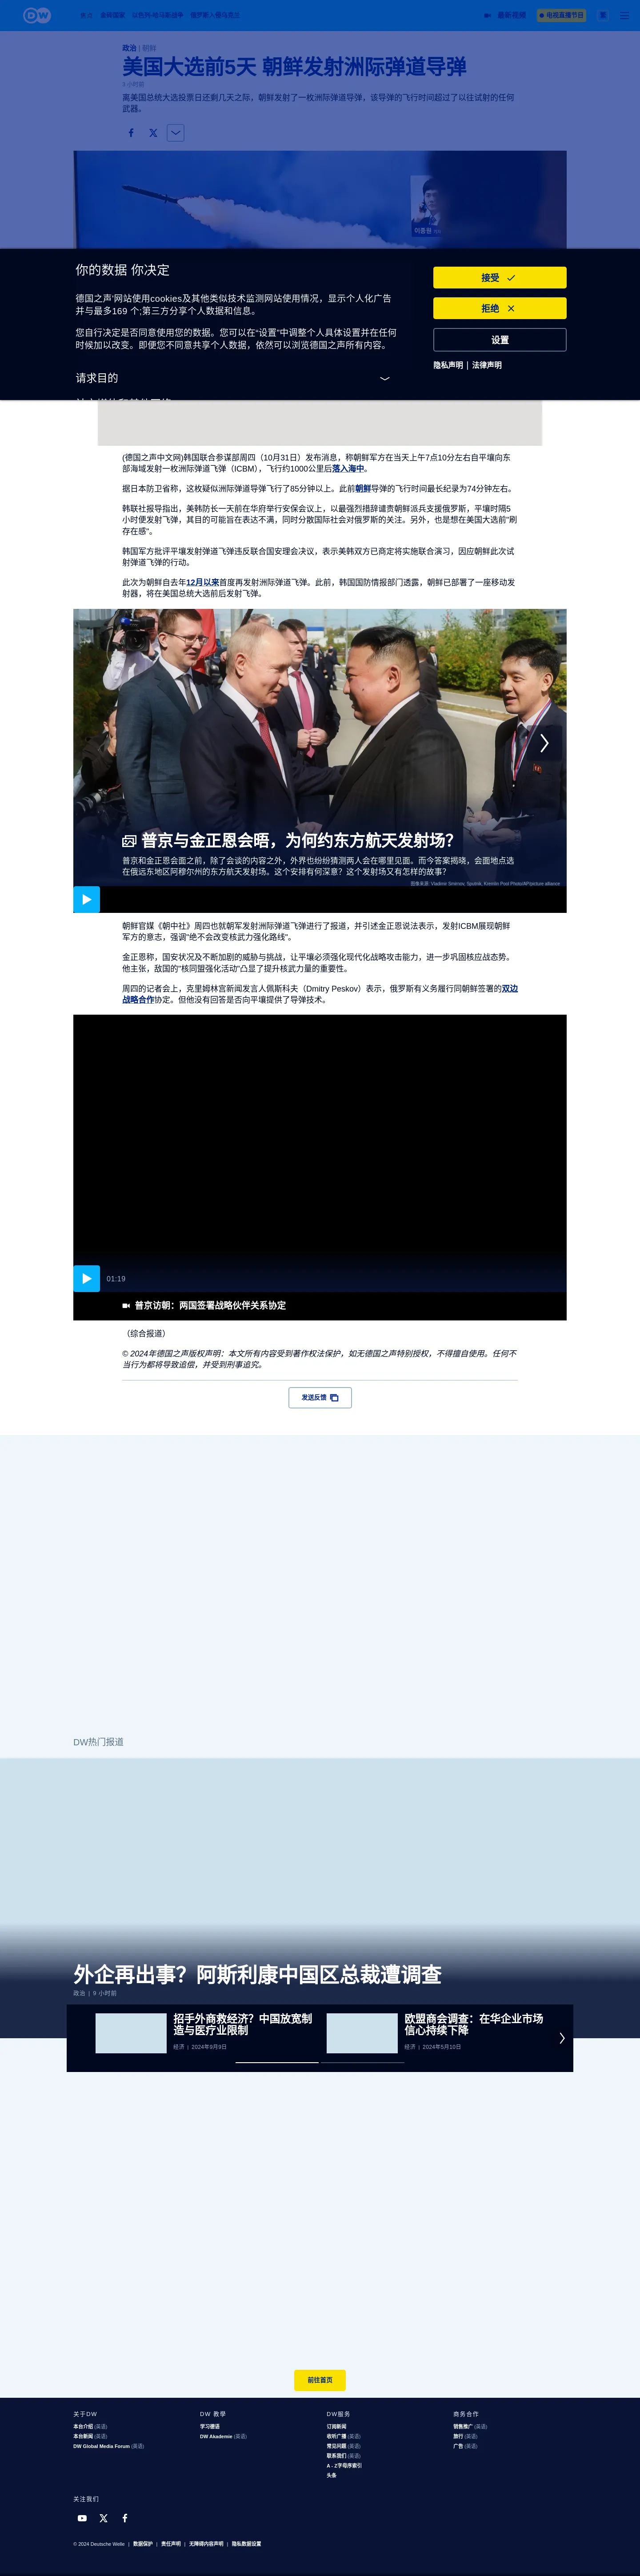 DW
焦点
美韩国家
以色列-哈马斯战争
俄罗斯入侵乌克兰
最新视频
电视直播节目
政治 | 朝鲜
美国大选前5天 朝鲜发射洲际弹道导弹
离美国总统大选投票日还剩几天之际，朝鲜发射了一枚洲际弹道导弹，该导弹的飞行时间超过了以往试射的任何
武器。
이종현
你的数据 你决定
德国之声'网站使用cookies及其他类似技术监测网站使用情况，显示个人化广告
并与最多169 个;第三方分享个人数据和信息。
您自行决定是否同意使用您的数据。您可以在“设置”中调整个人具体设置并在任何
时候加以改变。即便您不同意共享个人数据，依然可以浏览德国之声所有内容。
请求目的
接受
拒绝
设置
隐私声明 | 法律声明
(德国之声中文网)韩国联合参谋部周四（10月31日）发布消息，称朝鲜军方在当天上午7点10分左右自平壤向东
部海域发射一枚洲际弹道飞弹（ICBM），飞行约1000公里后落入海中。
据日本防卫省称，这枚疑似洲际弹道导弹飞行了85分钟以上。此前朝鲜导弹的飞行时间最长纪录为74分钟左右。
韩联社报导指出，美韩防长一天前在华府举行安保会议上，以最强烈措辞谴责朝鲜派兵支援俄罗斯，平壤时隔5
小时便发射飞弹，其目的可能旨在表达不满，同时分散国际社会对俄罗斯的关注。另外，也是想在美国大选前"刷
存在感"。
韩国军方批评平壤发射弹道飞弹违反联合国安理会决议，表示美韩双方已商定将实施联合演习，因应朝鲜此次试
射弹道飞弹的行动。
此次为朝鲜自去年12月以来首度再发射洲际弹道飞弹。此前，韩国国防情报部门透露，朝鲜已部署了一座移动发
射器，将在美国总统大选前后发射飞弹。
普京与金正恩会晤，为何约东方航天发射场?
普京和金正恩会面之前，除了会谈的内容之外，外界也纷纷猜测两人会在哪里见面。而今答案揭晓，会面地点选
在俄远东地区阿穆尔州的东方航天发射场。这个安排有何深意？这个发射场又有怎样的故事?
图像来源: Vladimir Smirnov, Sputnik, Kremlin Pool Photo/AP/picture alliance
朝鲜官媒《朝中社》周四也就朝军发射洲际弹道飞弹进行了报道，并引述金正恩说法表示，发射ICBM展现朝鲜
军方的意志，强调"绝不会改变核武力强化路线"。
金正恩称，国安状况及不断加剧的威胁与挑战，让平壤必须强化现代化战略攻击能力，进一步巩固核应战态势。
他主张，敌国的"核同盟强化活动"凸显了提升核武力量的重要性。
周四的记者会上，克里姆林宫新闻发言人佩斯科夫（Dmitry Peskov）表示，俄罗斯有义务履行同朝鲜签署的双边
战略合作协定。但他没有回答是否向平壤提供了导弹技术。
01:19
普京访朝：两国签署战略伙伴关系协定
（综合报道）
© 2024年德国之声版权声明：本文所有内容受到著作权法保护，如无德国之声特别授权，不得擅自使用。任何不
当行为都将导致追偿，并受到刑事追究。
发送反馈
DW热门报道
外企再出事？阿斯利康中国区总裁遭调查
政治 | 9 小时前
招手外商救经济？中国放宽制
造与医疗业限制
经济 | 2024年9月9日
欧盟商会调查：在华企业市场
信心持续下降
经济 | 2024年5月10日
前往首页
关于DW
本台介绍 (英语)
本台新闻 (英语)
DW Global Media Forum (英语)
DW 教學
学习德语
DW Akademie (英语)
DW服务
订阅新闻
收听广播 (英语)
常见问题 (英语)
联系我们 (英语)
A - Z字母序索引
头条
商务合作
销售推广 (英语)
旅行 (英语)
广告 (英语)
关注我们
© 2024 Deutsche Welle | 数据保护 | 责任声明 | 无障碍内容声明 | 隐私数据设置